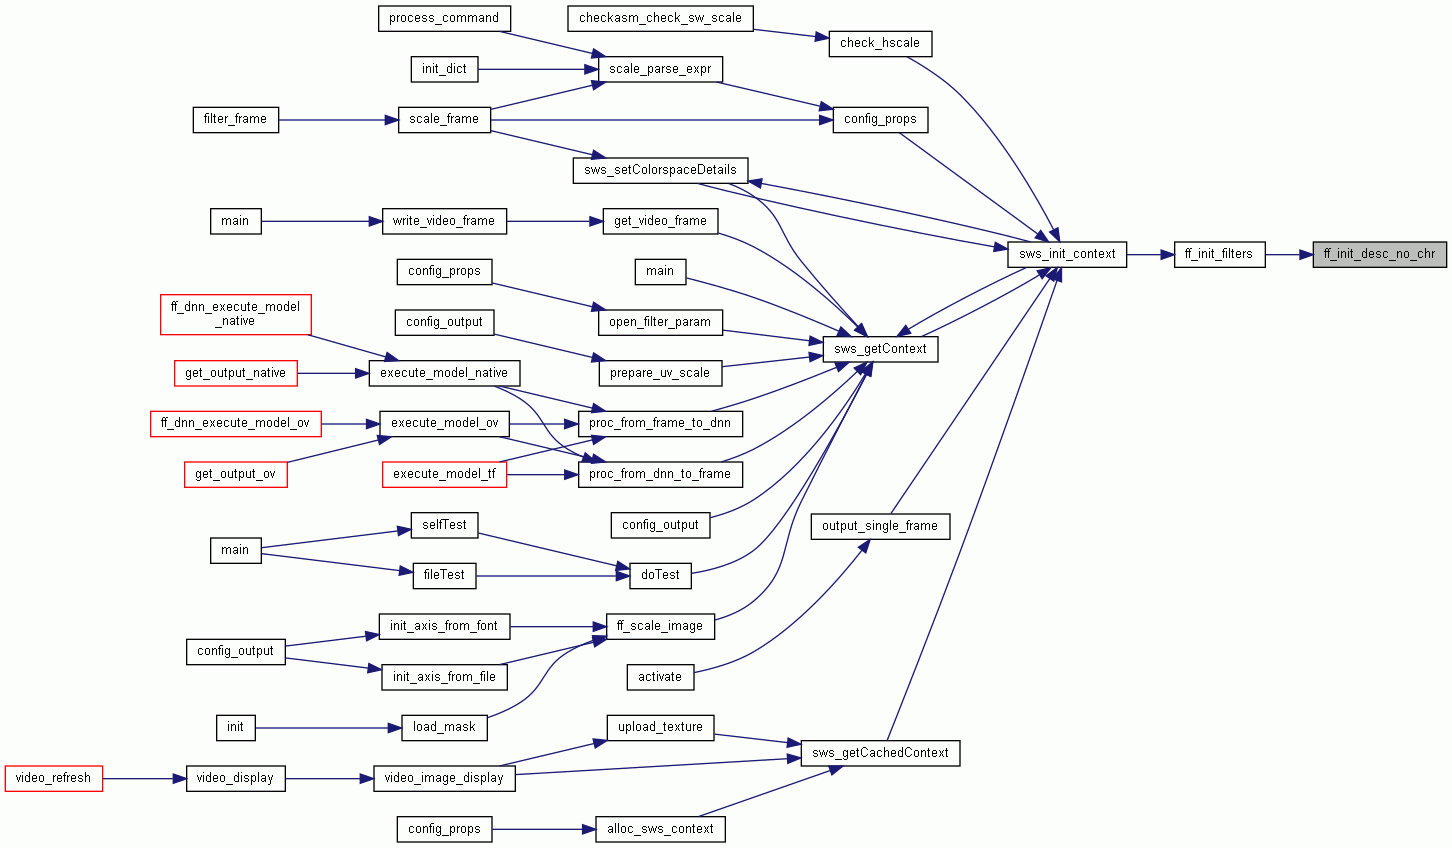 process_command
checkasm_check_sw_scale
check_hscale
init_dict
scale_parse_expr
filter_frame
scale_frame
config_props
sws_setColorspaceDetails
main
write_video_frame
get_video_frame
sws_init_context
ff_init_filters
ff_init_desc_no_chr
config_props
main
ff_dnn_execute_model
_native
config_output
open_filter_param
sws_getContext
get_output_native
execute_model_native
prepare_uv_scale
ff_dnn_execute_model_ov
execute_model_ov
proc_from_frame_to_dnn
get_output_ov
execute_model_tf
proc_from_dnn_to_frame
selfTest
config_output
output_single_frame
main
fileTest
doTest
init_axis_from_font
ff_scale_image
config_output
init_axis_from_file
activate
init
load_mask
upload_texture
sws_getCachedContext
video_refresh
video_display
video_image_display
config_props
alloc_sws_context